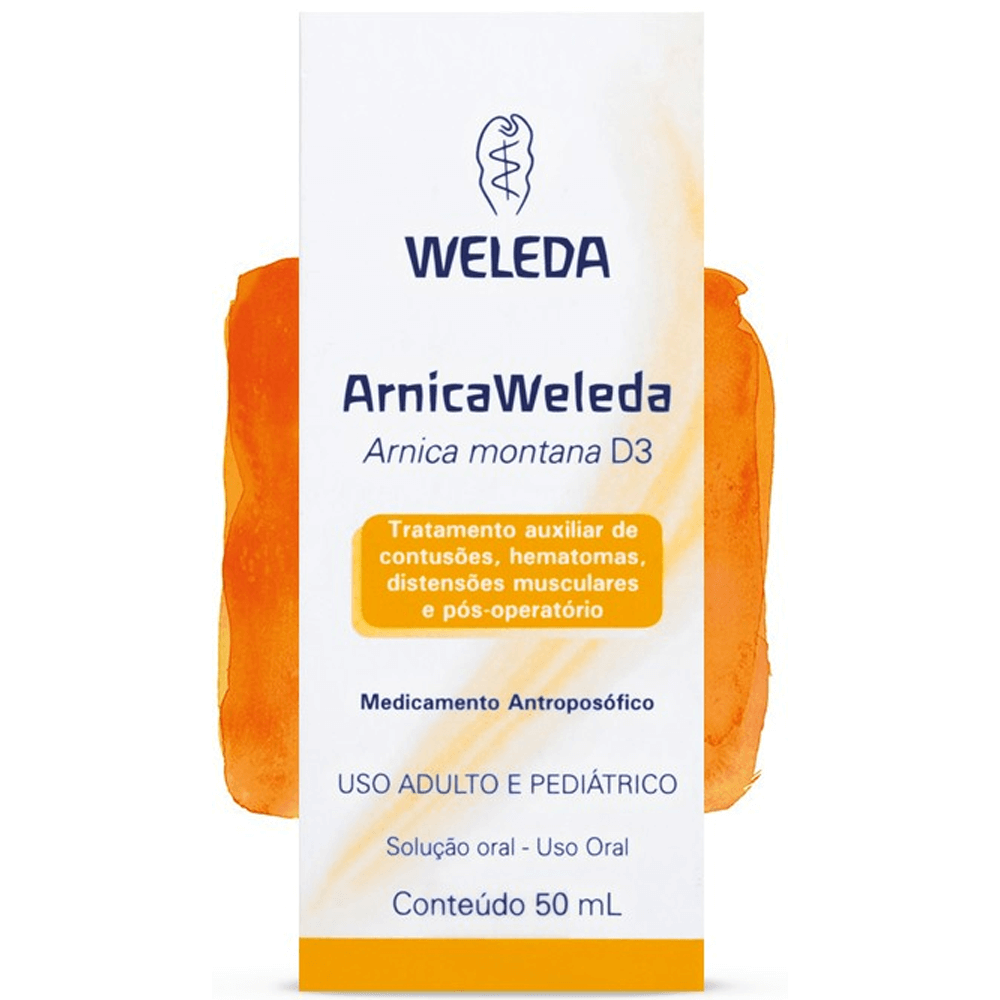 WELEDA
ArnicaWeleda
Arnica montana D3
Tratamento auxiliar de
contusões, hematomas,
distensões musculares
e pós-operatório
Medicamento Antroposófico
USO ADULTO E PEDIÁTRICO
Solução oral - Uso Oral
Conteúdo 50 mL